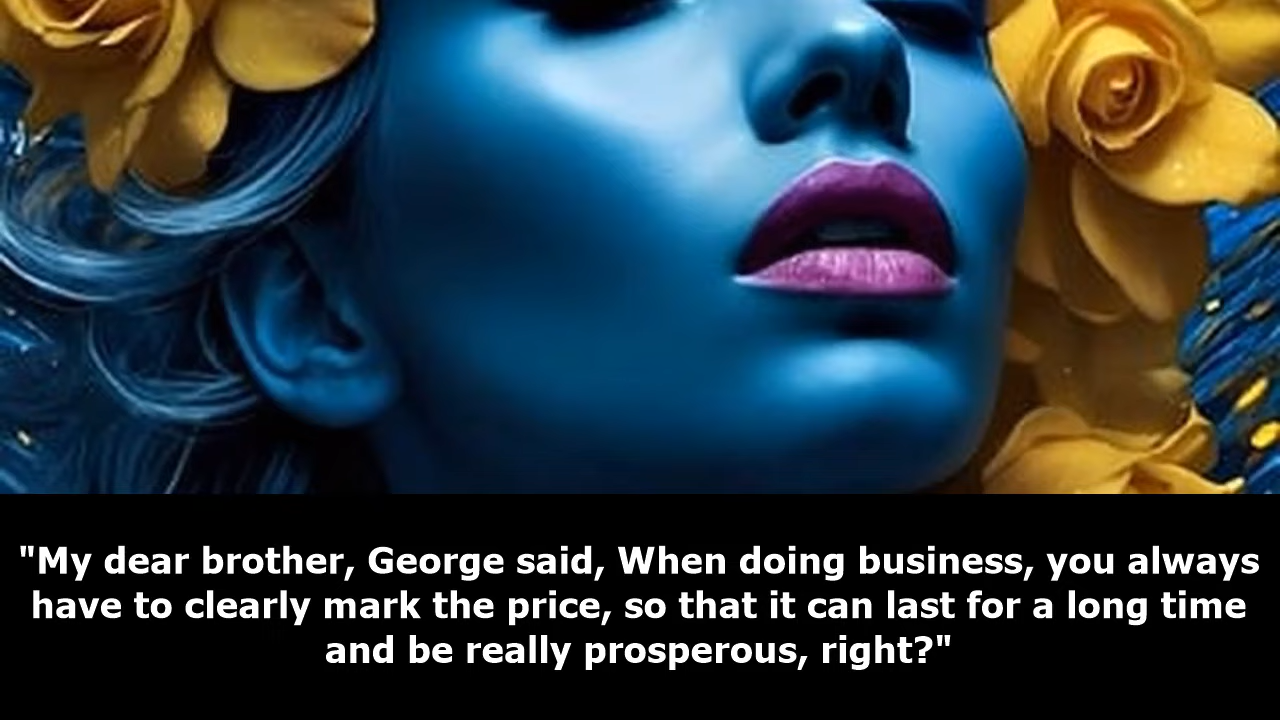 "My dear brother, George said, When doing business, you always
have to clearly mark the price, so that it can last for a long time
and be really prosperous, right?"